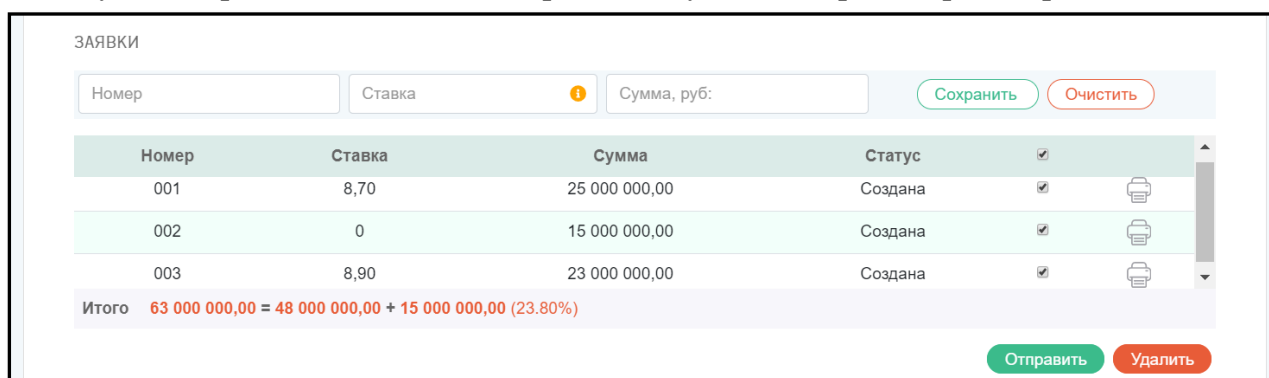 ЗАЯВКИ
Номер Ставка Сумма, руб: Сохранить Очистить
Номер Ставка Сумма Статус
001 8,70 25 000 000,00 Создана
002 0 15 000 000,00 Создана
003 8,90 23 000 000,00 Создана
Итого 63 000 000,00 = 48 000 000,00 + 15 000 000,00 (23.80%)
Отправить Удалить